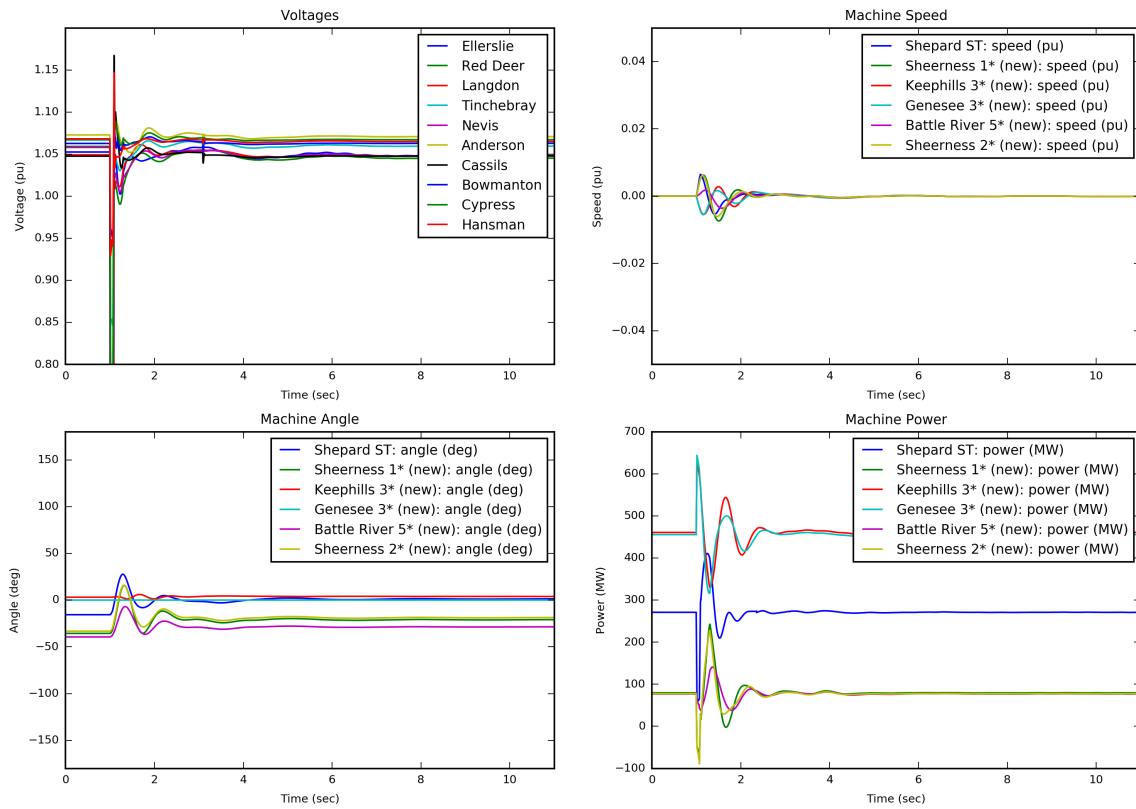 Voltages
1.15
1.10
1.05
1.00
0.95
0.90
0.85
0.80
Voltage (pu)
0 2 4 6 8 10
Time (sec)
Ellerslie
Red Deer
Langdon
Tinchebray
Nevis
Anderson
Cassils
Bowmanton
Cypress
Hansman
Machine Speed
0.04
0.02
0.00
−0.02
−0.04
Speed (pu)
0 2 4 6 8 10
Time (sec)
Shepard ST: speed (pu)
Sheerness 1* (new): speed (pu)
Keephills 3* (new): speed (pu)
Genesee 3* (new): speed (pu)
Battle River 5* (new): speed (pu)
Sheerness 2* (new): speed (pu)
Machine Angle
150
100
50
0
−50
−100
−150
Angle (deg)
0 2 4 6 8 10
Time (sec)
Shepard ST: angle (deg)
Sheerness 1* (new): angle (deg)
Keephills 3* (new): angle (deg)
Genesee 3* (new): angle (deg)
Battle River 5* (new): angle (deg)
Sheerness 2* (new): angle (deg)
Machine Power
700
600
500
400
300
200
100
0
−100
Power (MW)
0 2 4 6 8 10
Time (sec)
Shepard ST: power (MW)
Sheerness 1* (new): power (MW)
Keephills 3* (new): power (MW)
Genesee 3* (new): power (MW)
Battle River 5* (new): power (MW)
Sheerness 2* (new): power (MW)